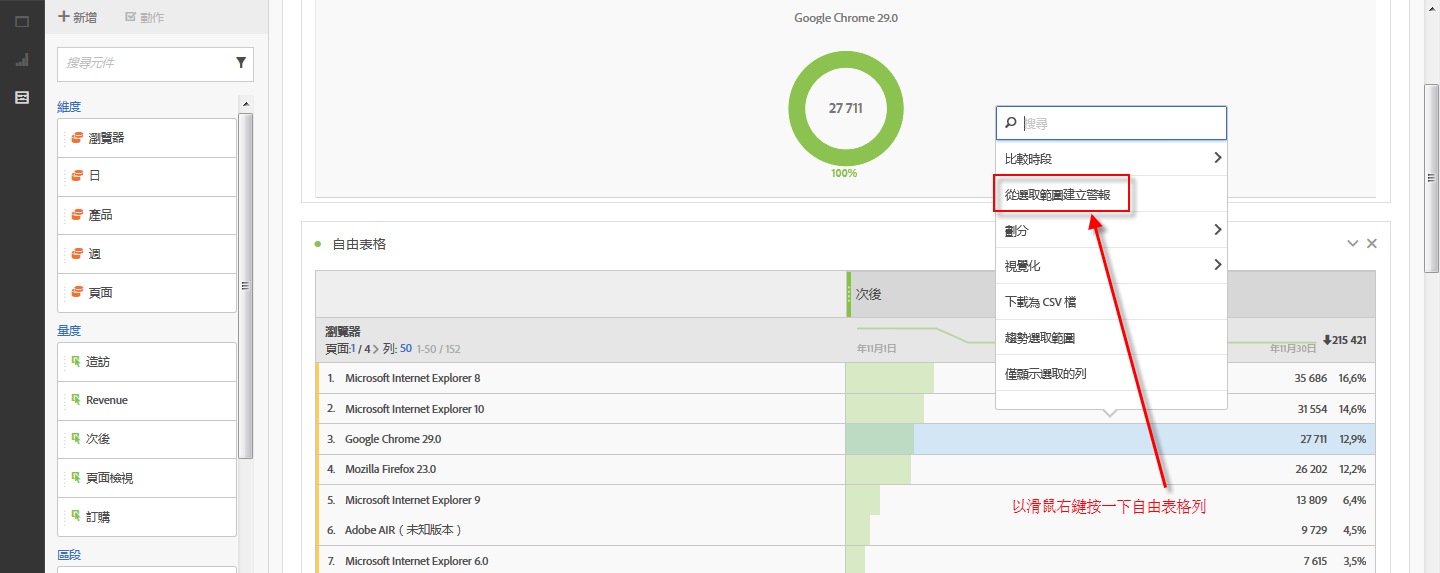 新增 動作
搜尋元件
維度
瀏覽器
日
產品
週
頁面
量度
造訪
Revenue
次後
頁面檢視
訂購
區段
Google Chrome 29.0
27 711
100%
搜尋
比較時段
從選取範圍建立警報
劃分
視覺化
下載為 CSV 檔
趨勢選取範圍
僅顯示選取的列
自由表格
次後
瀏覽器
頁面:1 / 4 > 列: 50 1-50 / 152
年11月1日 年11月30日 215 421
1. Microsoft Internet Explorer 8 35 686 16,6%
2. Microsoft Internet Explorer 10 31 554 14,6%
3. Google Chrome 29.0 27 711 12,9%
4. Mozilla Firefox 23.0 26 202 12,2%
5. Microsoft Internet Explorer 9 13 809 6,4%
6. Adobe AIR（未知版本） 9 729 4,5%
7. Microsoft Internet Explorer 6.0 7 615 3,5%
以滑鼠右鍵按一下自由表格列